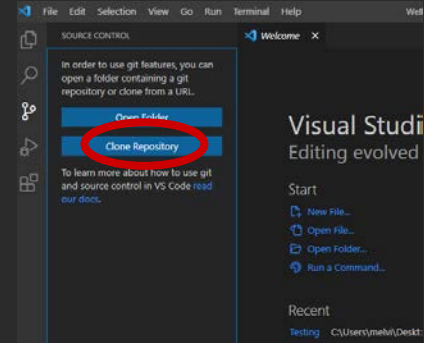 File Edit Selection View Go Run Terminal Help Wel
SOURCE CONTROL
Welcome
In order to use git features, you can
open a folder containing a git
repository or clone from a URL.
Open Folder
Clone Repository
To learn more about how to use git
and source control in VS Code read
our docs.
Visual Studi
Editing evolved
Start
New File...
Open File...
Open Folder...
Run a Command...
Recent
Testing C:\Users\melvi\Deskt